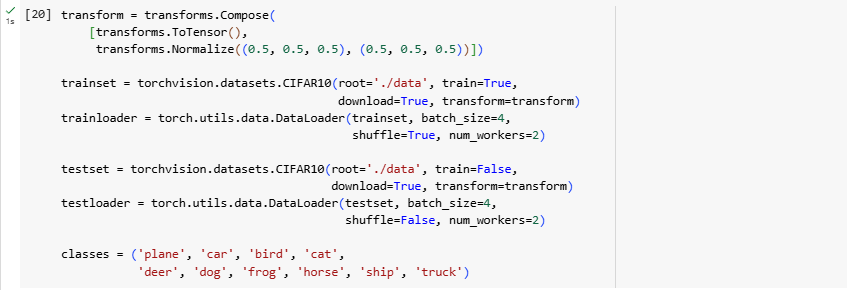 [20] transform = transforms.Compose(
    [transforms.ToTensor(),
     transforms.Normalize((0.5, 0.5, 0.5), (0.5, 0.5, 0.5))])
1s
trainset = torchvision.datasets.CIFAR10(root='./data', train=True,
                                        download=True, transform=transform)
trainloader = torch.utils.data.DataLoader(trainset, batch_size=4,
                                          shuffle=True, num_workers=2)
testset = torchvision.datasets.CIFAR10(root='./data', train=False,
                                       download=True, transform=transform)
testloader = torch.utils.data.DataLoader(testset, batch_size=4,
                                         shuffle=False, num_workers=2)
classes = ('plane', 'car', 'bird', 'cat',
           'deer', 'dog', 'frog', 'horse', 'ship', 'truck')